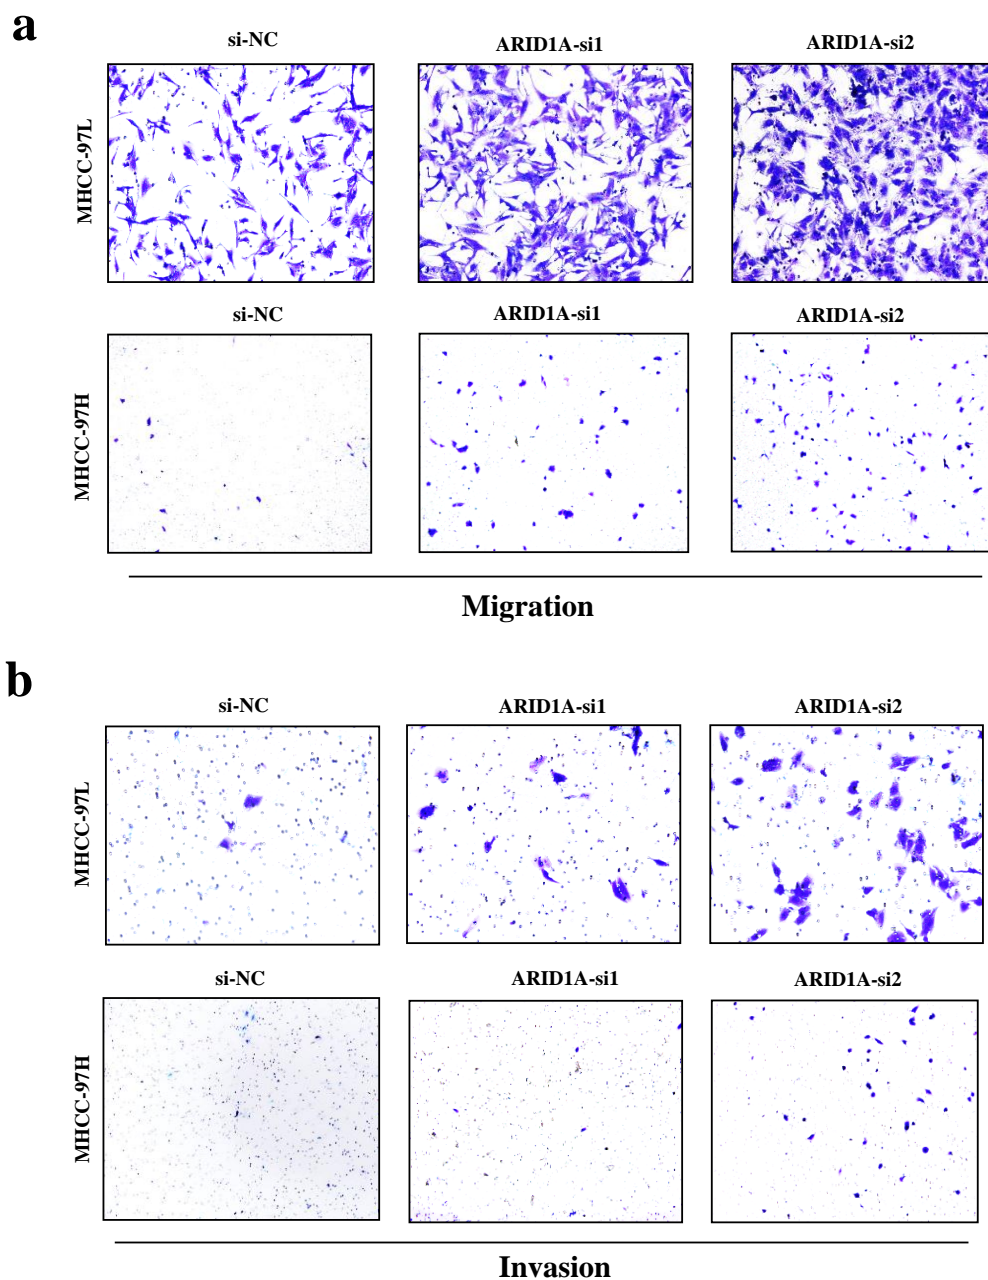 a
si-NC
ARID1A-si1
ARID1A-si2
MHCC-97L
si-NC
ARID1A-si1
ARID1A-si2
MHCC-97H
Migration
b
si-NC
ARID1A-si1
ARID1A-si2
MHCC-97L
si-NC
ARID1A-si1
ARID1A-si2
MHCC-97H
Invasion